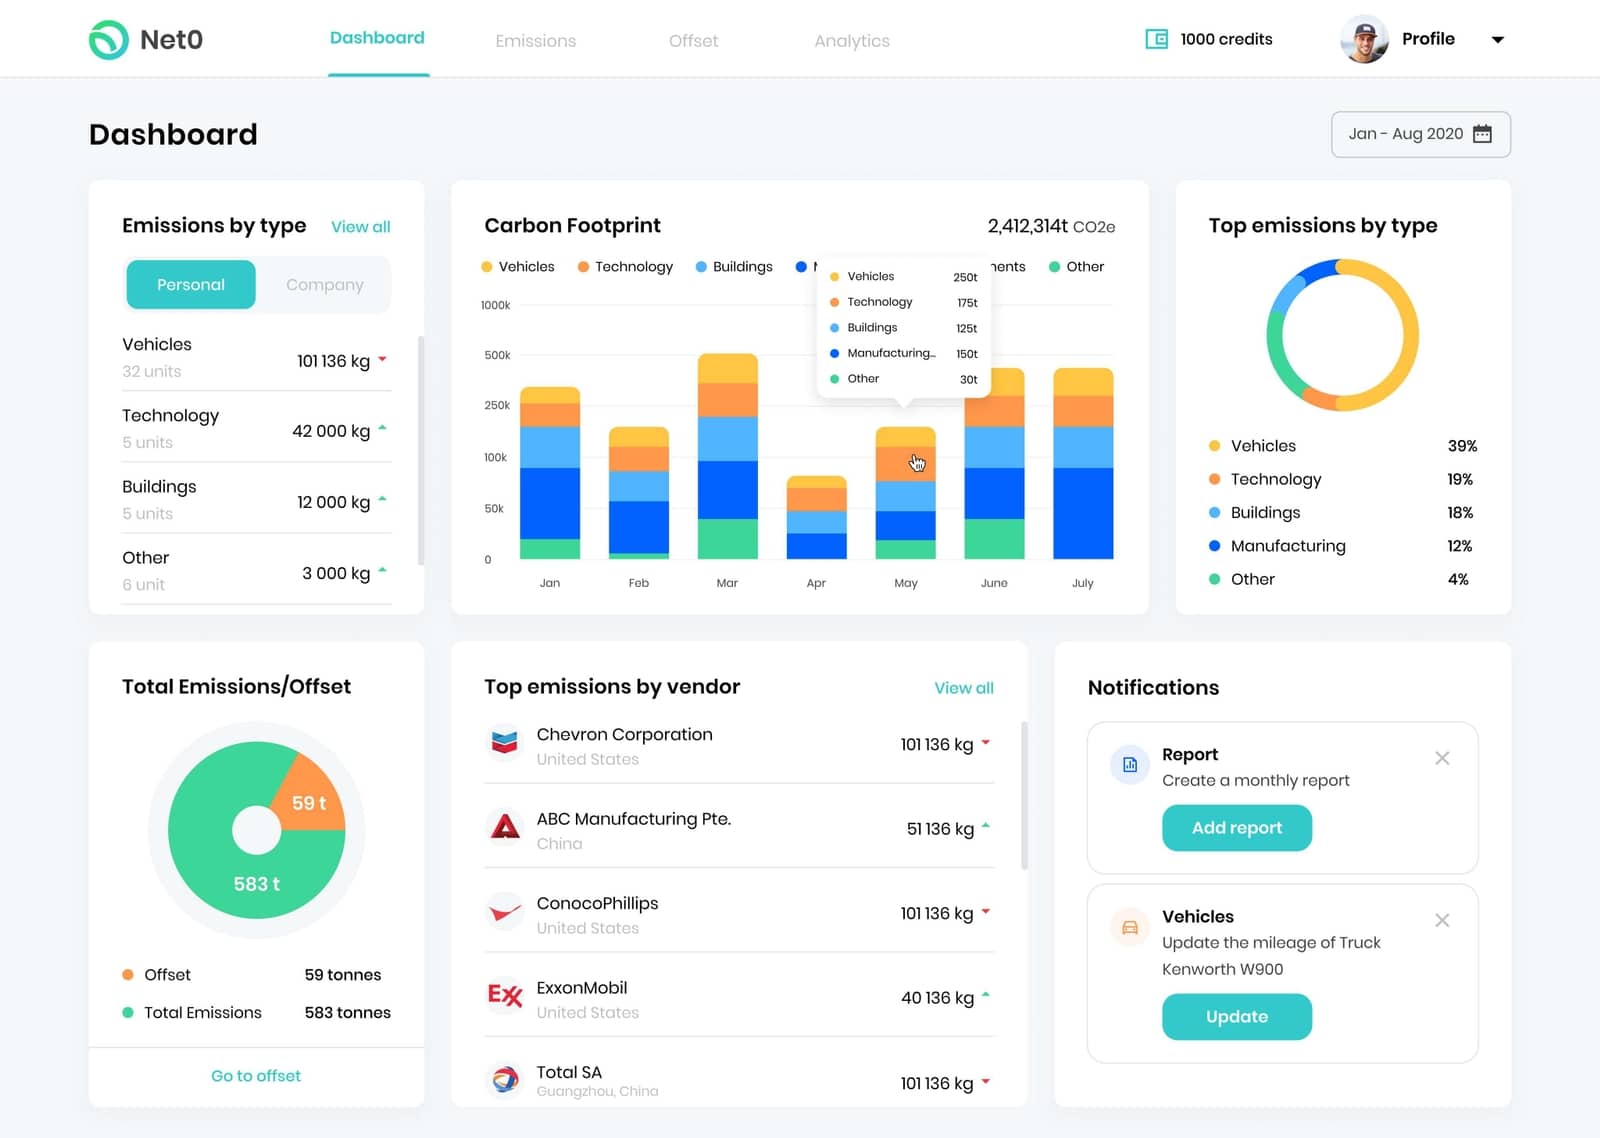 Net0
Dashboard
Emissions
Offset
Analytics
1000 credits
Profile
Dashboard
Jan - Aug 2020
Emissions by type
View all
Personal
Company
Vehicles
32 units
101 136 kg
Technology
5 units
42 000 kg
Buildings
5 units
12 000 kg
Other
6 unit
3 000 kg
Carbon Footprint
2,412,314t CO2e
Vehicles
Technology
Buildings
Other
1000k
500k
250k
100k
50k
0
Vehicles 250t
Technology 175t
Buildings 125t
Manufacturing... 150t
Other 30t
Jan
Feb
Mar
Apr
May
June
July
Top emissions by type
Vehicles 39%
Technology 19%
Buildings 18%
Manufacturing 12%
Other 4%
Total Emissions/Offset
59 t
583 t
Offset 59 tonnes
Total Emissions 583 tonnes
Go to offset
Top emissions by vendor
View all
Chevron Corporation
United States
101 136 kg
ABC Manufacturing Pte.
China
51 136 kg
ConocoPhillips
United States
101 136 kg
EXX
ExxonMobil
United States
40 136 kg
Total SA
Guangzhou, China
101 136 kg
Notifications
Report
Create a monthly report
Add report
Vehicles
Update the mileage of Truck
Kenworth W900
Update